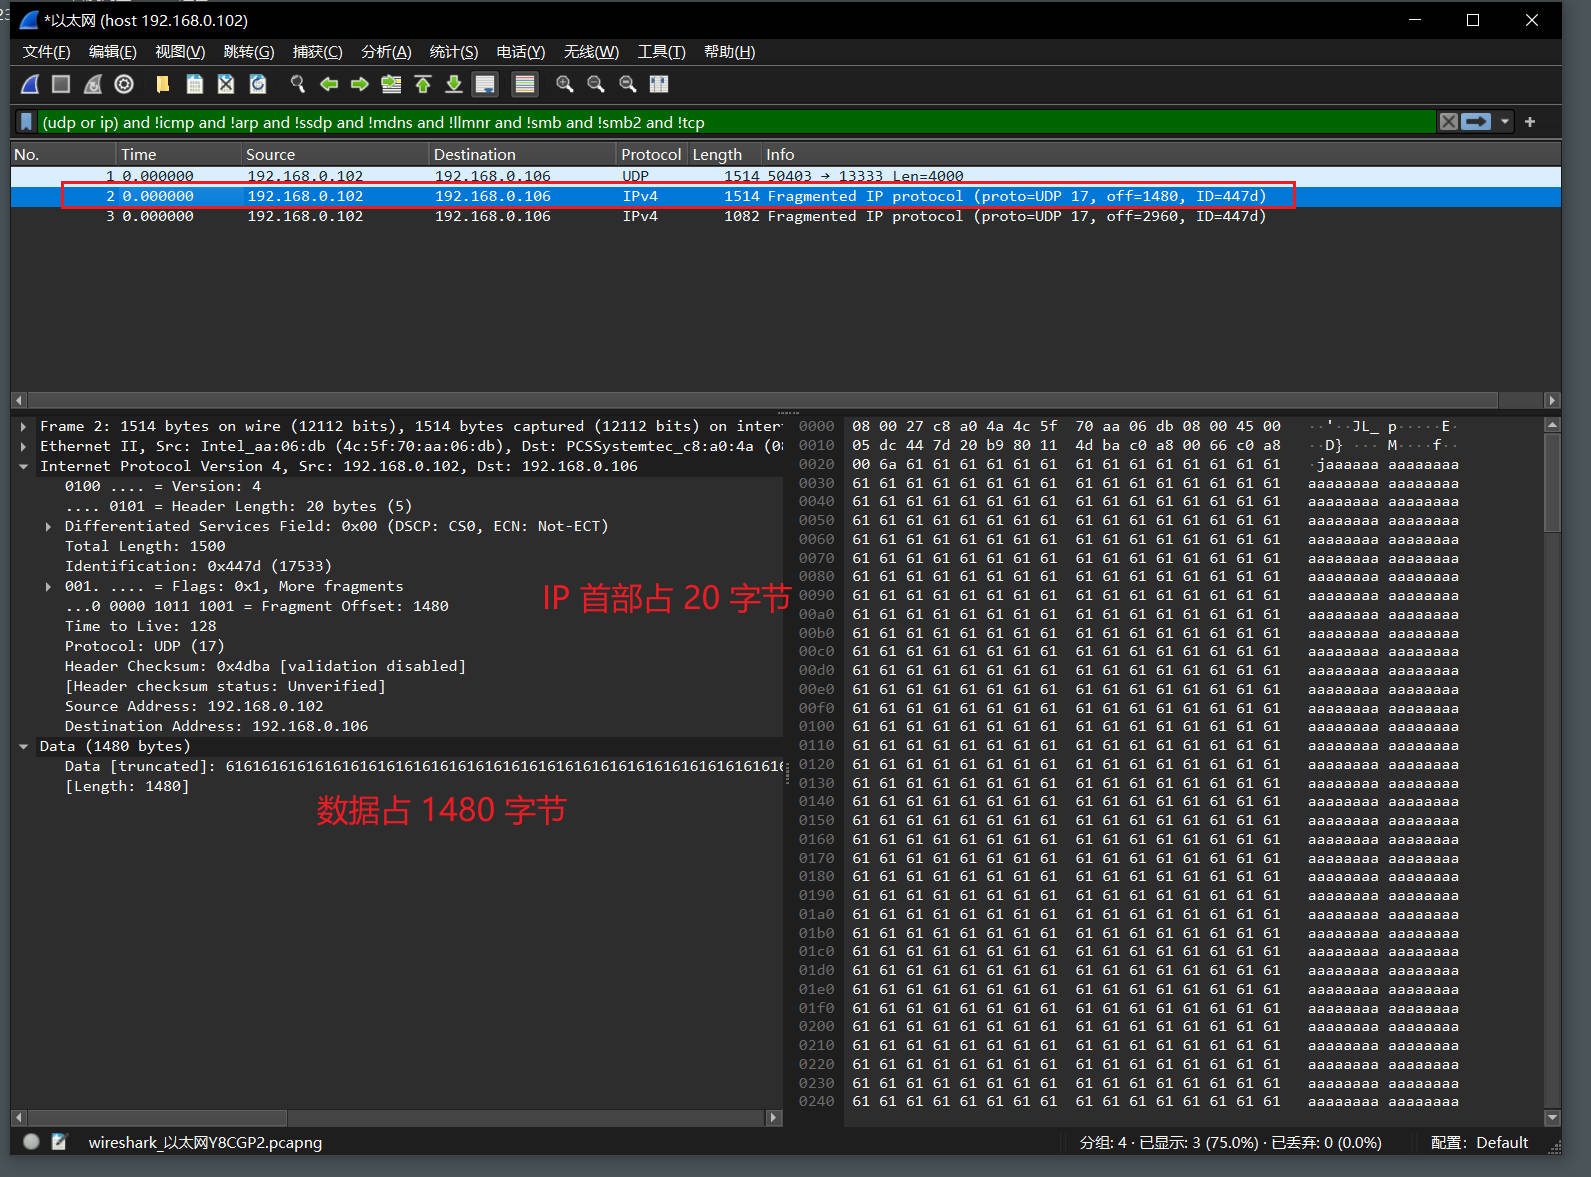 *以太网 (host 192.168.0.102)
文件(F) 编辑(E) 视图(V) 跳转(G) 捕获(C) 分析(A) 统计(S) 电话(Y) 无线(W) 工具(T) 帮助(H)
(udp or ip) and !icmp and !arp and !ssdp and !mdns and !llmnr and !smb and !smb2 and !tcp
No. Time Source Destination Protocol Length Info
1 0.000000 192.168.0.102 192.168.0.106 UDP 1514 50403 → 13333 Len=4000
2 0.000000 192.168.0.102 192.168.0.106 IPv4 1514 Fragmented IP protocol (proto=UDP 17, off=1480, ID=447d)
3 0.000000 192.168.0.102 192.168.0.106 IPv4 1082 Fragmented IP protocol (proto=UDP 17, off=2960, ID=447d)
Frame 2: 1514 bytes on wire (12112 bits), 1514 bytes captured (12112 bits) on inter
Ethernet II, Src: Intel_aa:06:db (4c:5f:70:aa:06:db), Dst: PCSSystemtec_c8:a0:4a (08
Internet Protocol Version 4, Src: 192.168.0.102, Dst: 192.168.0.106
0100 .... = Version: 4
.... 0101 = Header Length: 20 bytes (5)
Differentiated Services Field: 0x00 (DSCP: CS0, ECN: Not-ECT)
Total Length: 1500
Identification: 0x447d (17533)
001. .... = Flags: 0x1, More fragments
...0 0000 1011 1001 = Fragment Offset: 1480
Time to Live: 128
Protocol: UDP (17)
Header Checksum: 0x4dba [validation disabled]
[Header checksum status: Unverified]
Source Address: 192.168.0.102
Destination Address: 192.168.0.106
IP 首部占 20 字节
Data (1480 bytes)
Data [truncated]: 61616161616161616161616161616161616161616161616161616161616161
[Length: 1480]
数据占 1480 字节
0000 08 00 27 c8 a0 4a 4c 5f 70 aa 06 db 08 00 45 00 ··'··JL_ p·····E·
0010 05 dc 44 7d 20 b9 80 11 4d ba c0 a8 00 66 c0 a8 ··D} ··· M····f··
0020 00 6a 61 61 61 61 61 61 61 61 61 61 61 61 61 61 ·jaaaaaa aaaaaaaa
0030 61 61 61 61 61 61 61 61 61 61 61 61 61 61 61 61 aaaaaaaa aaaaaaaa
0040 61 61 61 61 61 61 61 61 61 61 61 61 61 61 61 61 aaaaaaaa aaaaaaaa
0050 61 61 61 61 61 61 61 61 61 61 61 61 61 61 61 61 aaaaaaaa aaaaaaaa
0060 61 61 61 61 61 61 61 61 61 61 61 61 61 61 61 61 aaaaaaaa aaaaaaaa
0070 61 61 61 61 61 61 61 61 61 61 61 61 61 61 61 61 aaaaaaaa aaaaaaaa
0080 61 61 61 61 61 61 61 61 61 61 61 61 61 61 61 61 aaaaaaaa aaaaaaaa
0090 61 61 61 61 61 61 61 61 61 61 61 61 61 61 61 61 aaaaaaaa aaaaaaaa
00a0 61 61 61 61 61 61 61 61 61 61 61 61 61 61 61 61 aaaaaaaa aaaaaaaa
00b0 61 61 61 61 61 61 61 61 61 61 61 61 61 61 61 61 aaaaaaaa aaaaaaaa
00c0 61 61 61 61 61 61 61 61 61 61 61 61 61 61 61 61 aaaaaaaa aaaaaaaa
00d0 61 61 61 61 61 61 61 61 61 61 61 61 61 61 61 61 aaaaaaaa aaaaaaaa
00e0 61 61 61 61 61 61 61 61 61 61 61 61 61 61 61 61 aaaaaaaa aaaaaaaa
00f0 61 61 61 61 61 61 61 61 61 61 61 61 61 61 61 61 aaaaaaaa aaaaaaaa
0100 61 61 61 61 61 61 61 61 61 61 61 61 61 61 61 61 aaaaaaaa aaaaaaaa
0110 61 61 61 61 61 61 61 61 61 61 61 61 61 61 61 61 aaaaaaaa aaaaaaaa
0120 61 61 61 61 61 61 61 61 61 61 61 61 61 61 61 61 aaaaaaaa aaaaaaaa
0130 61 61 61 61 61 61 61 61 61 61 61 61 61 61 61 61 aaaaaaaa aaaaaaaa
0140 61 61 61 61 61 61 61 61 61 61 61 61 61 61 61 61 aaaaaaaa aaaaaaaa
0150 61 61 61 61 61 61 61 61 61 61 61 61 61 61 61 61 aaaaaaaa aaaaaaaa
0160 61 61 61 61 61 61 61 61 61 61 61 61 61 61 61 61 aaaaaaaa aaaaaaaa
0170 61 61 61 61 61 61 61 61 61 61 61 61 61 61 61 61 aaaaaaaa aaaaaaaa
0180 61 61 61 61 61 61 61 61 61 61 61 61 61 61 61 61 aaaaaaaa aaaaaaaa
0190 61 61 61 61 61 61 61 61 61 61 61 61 61 61 61 61 aaaaaaaa aaaaaaaa
01a0 61 61 61 61 61 61 61 61 61 61 61 61 61 61 61 61 aaaaaaaa aaaaaaaa
01b0 61 61 61 61 61 61 61 61 61 61 61 61 61 61 61 61 aaaaaaaa aaaaaaaa
01c0 61 61 61 61 61 61 61 61 61 61 61 61 61 61 61 61 aaaaaaaa aaaaaaaa
01d0 61 61 61 61 61 61 61 61 61 61 61 61 61 61 61 61 aaaaaaaa aaaaaaaa
01e0 61 61 61 61 61 61 61 61 61 61 61 61 61 61 61 61 aaaaaaaa aaaaaaaa
01f0 61 61 61 61 61 61 61 61 61 61 61 61 61 61 61 61 aaaaaaaa aaaaaaaa
0200 61 61 61 61 61 61 61 61 61 61 61 61 61 61 61 61 aaaaaaaa aaaaaaaa
0210 61 61 61 61 61 61 61 61 61 61 61 61 61 61 61 61 aaaaaaaa aaaaaaaa
0220 61 61 61 61 61 61 61 61 61 61 61 61 61 61 61 61 aaaaaaaa aaaaaaaa
0230 61 61 61 61 61 61 61 61 61 61 61 61 61 61 61 61 aaaaaaaa aaaaaaaa
0240 61 61 61 61 61 61 61 61 61 61 61 61 61 61 61 61 aaaaaaaa aaaaaaaa
wireshark_以太网Y8CGP2.pcapng 分组: 4 · 已显示: 3 (75.0%) · 已丢弃: 0 (0.0%) 配置: Default